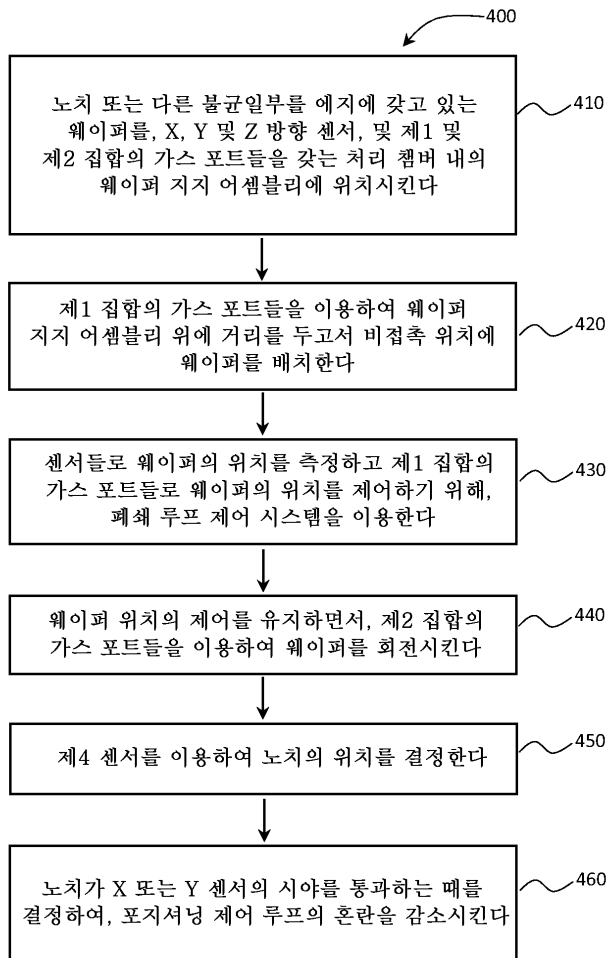 400
노치 또는 다른 불균일부를 에지에 갖고 있는
웨이퍼를, X, Y 및 Z 방향 센서, 및 제1 및
제2 집합의 가스 포트들을 갖는 처리 챔버 내의
웨이퍼 지지 어셈블리에 위치시킨다
410
제1 집합의 가스 포트들을 이용하여 웨이퍼
지지 어셈블리 위에 거리를 두고서 비접촉 위치에
웨이퍼를 배치한다
420
센서들로 웨이퍼의 위치를 측정하고 제1 집합의
가스 포트들로 웨이퍼의 위치를 제어하기 위해,
폐쇄 루프 제어 시스템을 이용한다
430
웨이퍼 위치의 제어를 유지하면서, 제2 집합의
가스 포트들을 이용하여 웨이퍼를 회전시킨다
440
제4 센서를 이용하여 노치의 위치를 결정한다
450
노치가 X 또는 Y 센서의 시야를 통과하는 때를
결정하여, 포지셔닝 제어 루프의 혼란을 감소시킨다
460